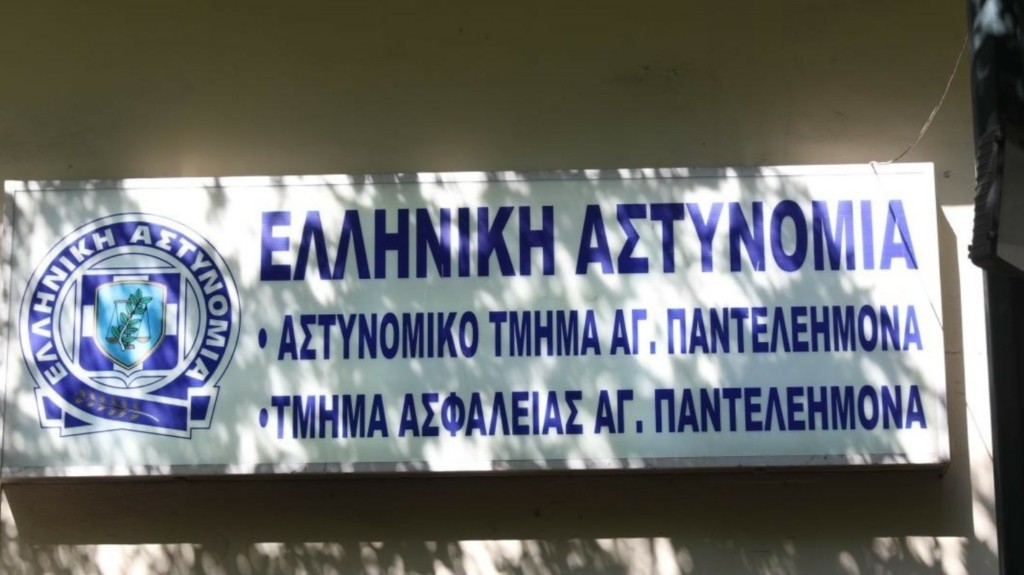 ΕΛΛΗΝΙΚΗ ΑΣΤΥΝΟΜΙΑ
ΕΛΛΗΝΙΚΗ ΑΣΤΥΝΟΜΙΑ
• ΑΣΤΥΝΟΜΙΚΟ ΤΜΗΜΑ ΑΓ. ΠΑΝΤΕΛΕΗΜΟΝΑ
• ΤΜΗΜΑ ΑΣΦΑΛΕΙΑΣ ΑΓ. ΠΑΝΤΕΛΕΗΜΟΝΑ